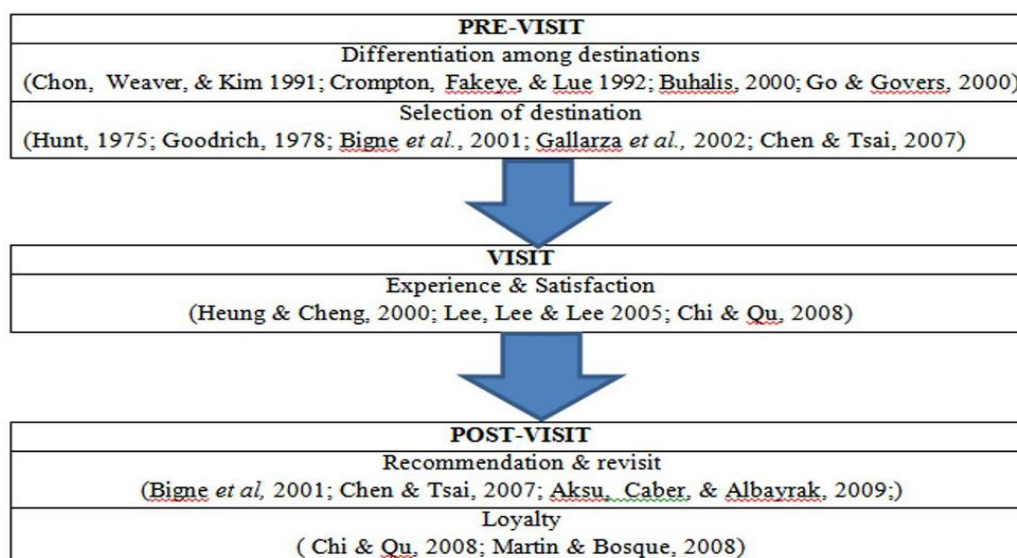 PRE-VISIT
Differentiation among destinations
(Chon, Weaver, & Kim 1991; Crompton, Fakeye, & Lue 1992; Buhalis, 2000; Go & Govers, 2000)
Selection of destination
(Hunt, 1975; Goodrich, 1978; Bigne et al., 2001; Gallarza et al., 2002; Chen & Tsai, 2007)
VISIT
Experience & Satisfaction
(Heung & Cheng, 2000; Lee, Lee & Lee 2005; Chi & Qu, 2008)
POST-VISIT
Recommendation & revisit
(Bigne et al, 2001; Chen & Tsai, 2007; Aksu, Caber, & Albayrak, 2009;)
Loyalty
( Chi & Qu, 2008; Martin & Bosque, 2008)